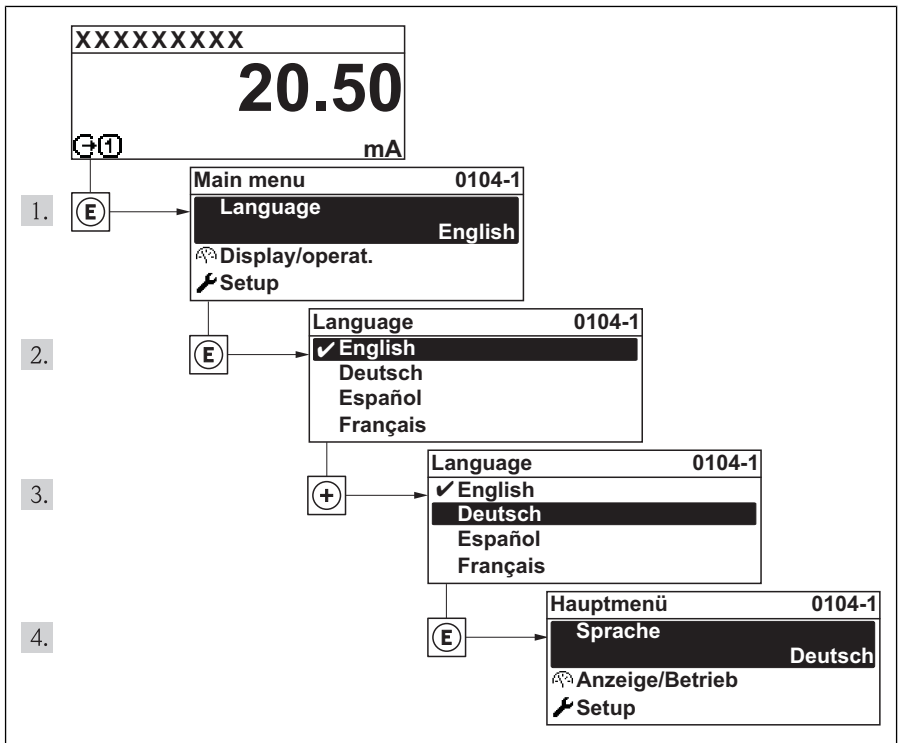 XXXXXXXXX
20.50
mA
1
1.
E
Main menu 0104-1
Language
English
Display/operat.
Setup
2.
E
Language 0104-1
✔ English
Deutsch
Español
Français
3.
+
Language 0104-1
✔ English
Deutsch
Español
Français
4.
E
Hauptmenü 0104-1
Sprache
Deutsch
Anzeige/Betrieb
Setup